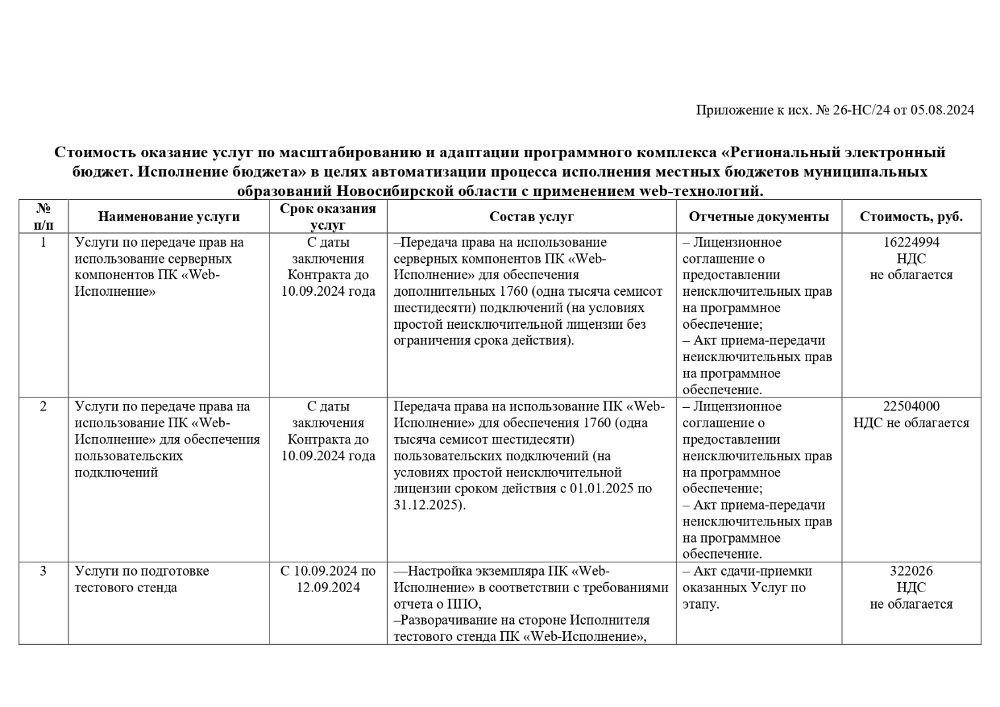 Приложение к исх. № 26-НС/24 от 05.08.2024
Стоимость оказание услуг по масштабированию и адаптации программного комплекса «Региональный электронный
бюджет. Исполнение бюджета» в целях автоматизации процесса исполнения местных бюджетов муниципальных
образований Новосибирской области с применением web-технологий.
№
п/п
Наименование услуги
Срок оказания
услуг
Состав услуг
Отчетные документы
Стоимость, руб.
1
Услуги по передаче прав на
использование серверных
компонентов ПК «Web-
Исполнение»
С даты
заключения
Контракта до
10.09.2024 года
–Передача права на использование
серверных компонентов ПК «Web-
Исполнение» для обеспечения
дополнительных 1760 (одна тысяча семисот
шестидесяти) подключений (на условиях
простой неисключительной лицензии без
ограничения срока действия).
– Лицензионное
соглашение о
предоставлении
неисключительных прав
на программное
обеспечение;
– Акт приема-передачи
неисключительных прав
на программное
обеспечение.
16224994
НДС
не облагается
2
Услуги по передаче права на
использование ПК «Web-
Исполнение» для обеспечения
пользовательских
подключений
С даты
заключения
Контракта до
10.09.2024 года
Передача права на использование ПК «Web-
Исполнение» для обеспечения 1760 (одна
тысяча семисот шестидесяти)
пользовательских подключений (на
условиях простой неисключительной
лицензии сроком действия с 01.01.2025 по
31.12.2025).
– Лицензионное
соглашение о
предоставлении
неисключительных прав
на программное
обеспечение;
– Акт приема-передачи
неисключительных прав
на программное
обеспечение.
22504000
НДС не облагается
3
Услуги по подготовке
тестового стенда
С 10.09.2024 по
12.09.2024
––Настройка экземпляра ПК «Web-
Исполнение» в соответствии с требованиями
отчета о ППО,
–Разворачивание на стороне Исполнителя
тестового стенда ПК «Web-Исполнение»,
– Акт сдачи-приемки
оказанных Услуг по
этапу.
322026
НДС
не облагается